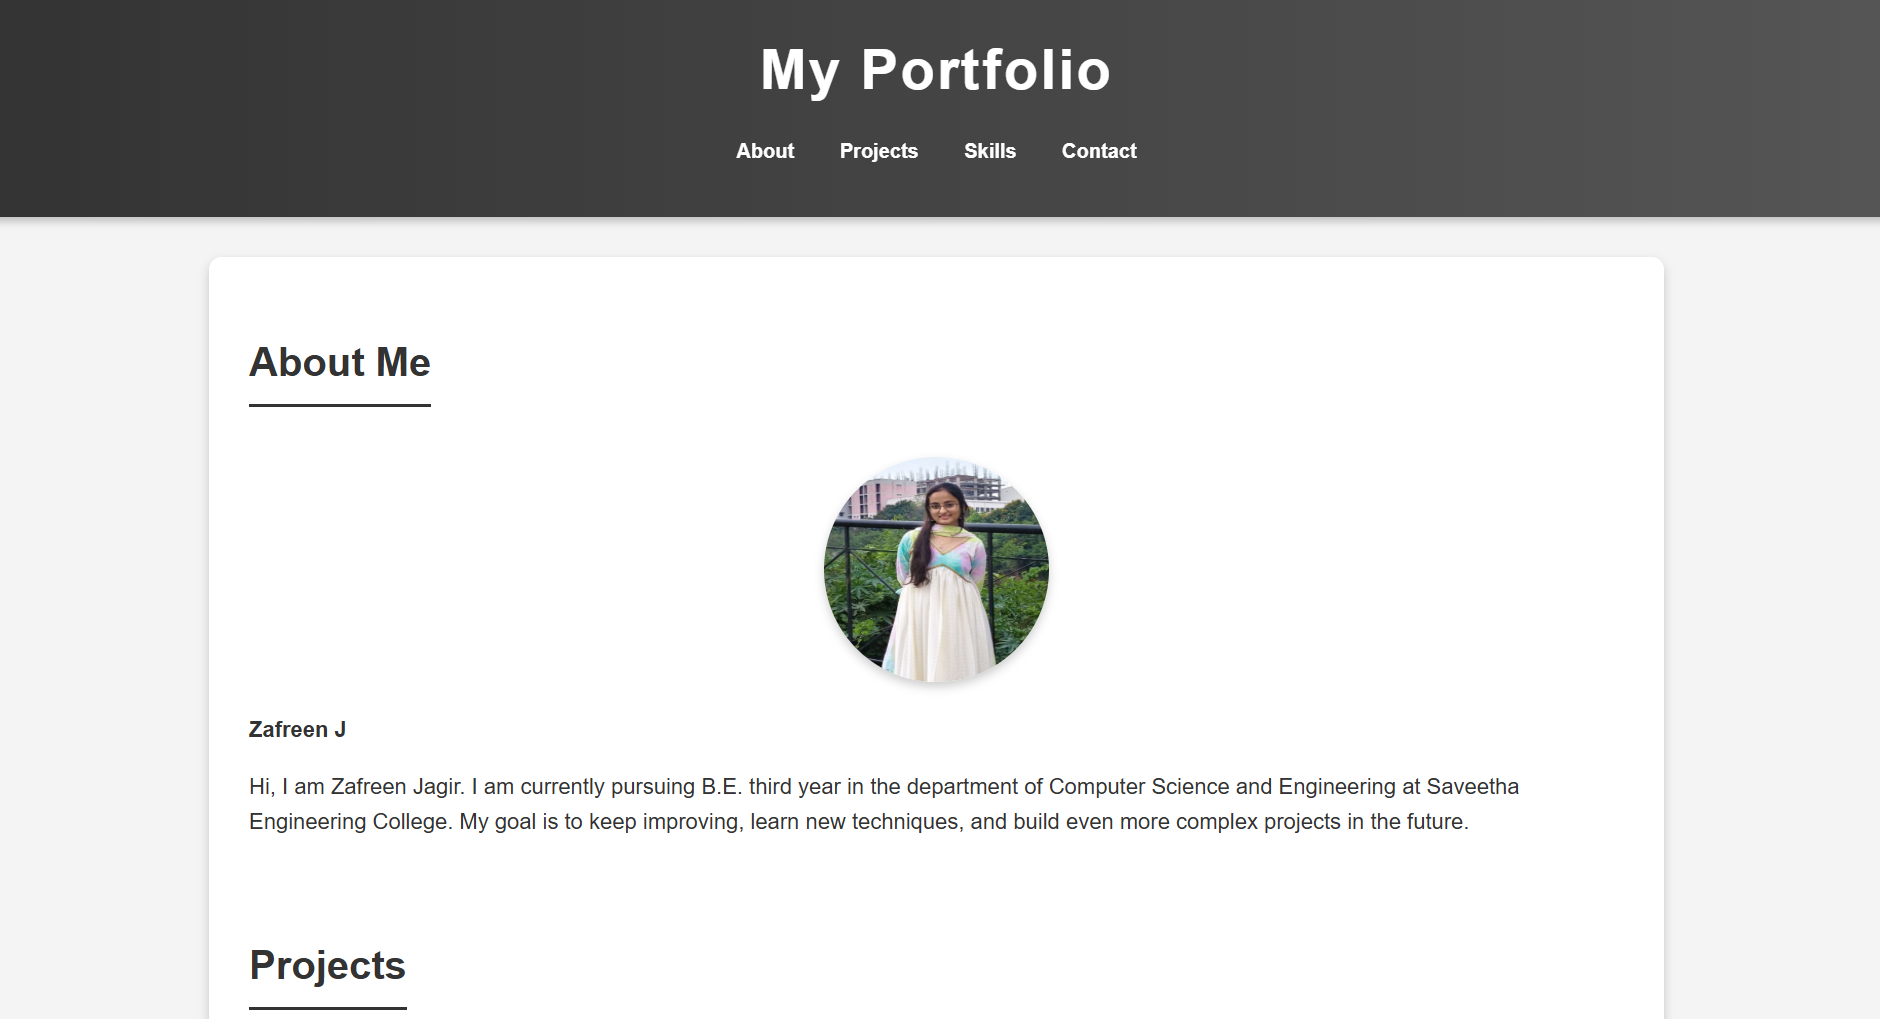 My Portfolio
About Projects Skills Contact
About Me
Zafreen J
Hi, I am Zafreen Jagir. I am currently pursuing B.E. third year in the department of Computer Science and Engineering at Saveetha
Engineering College. My goal is to keep improving, learn new techniques, and build even more complex projects in the future.
Projects